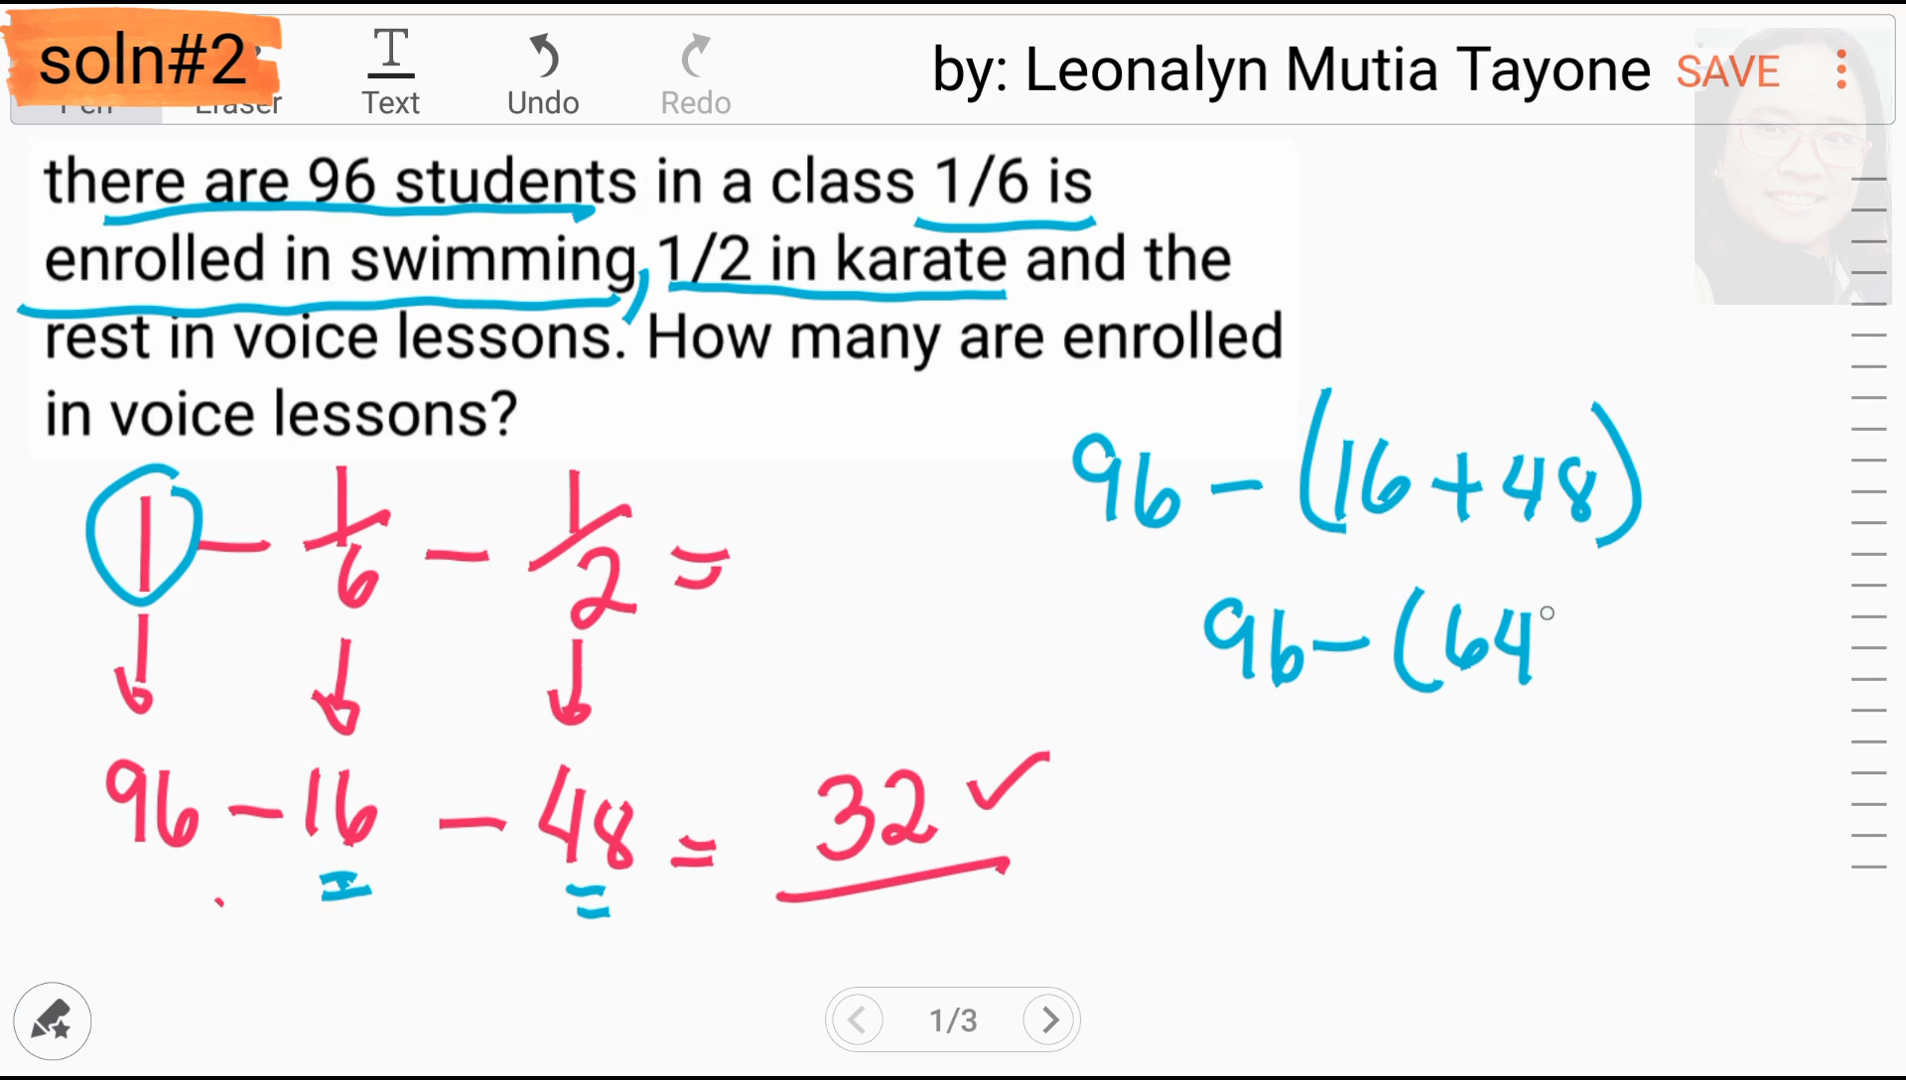 soln#2
Text
Undo
Redo
by: Leonalyn Mutia Tayone
SAVE
Pen
Eraser
there are 96 students in a class 1/6 is
enrolled in swimming, 1/2 in karate and the
rest in voice lessons. How many are enrolled
in voice lessons?
1 - 1/6 - 1/2 =
96 - 16 - 48 = 32 ✓
96 - (16 + 48)
96 - (64
1/3